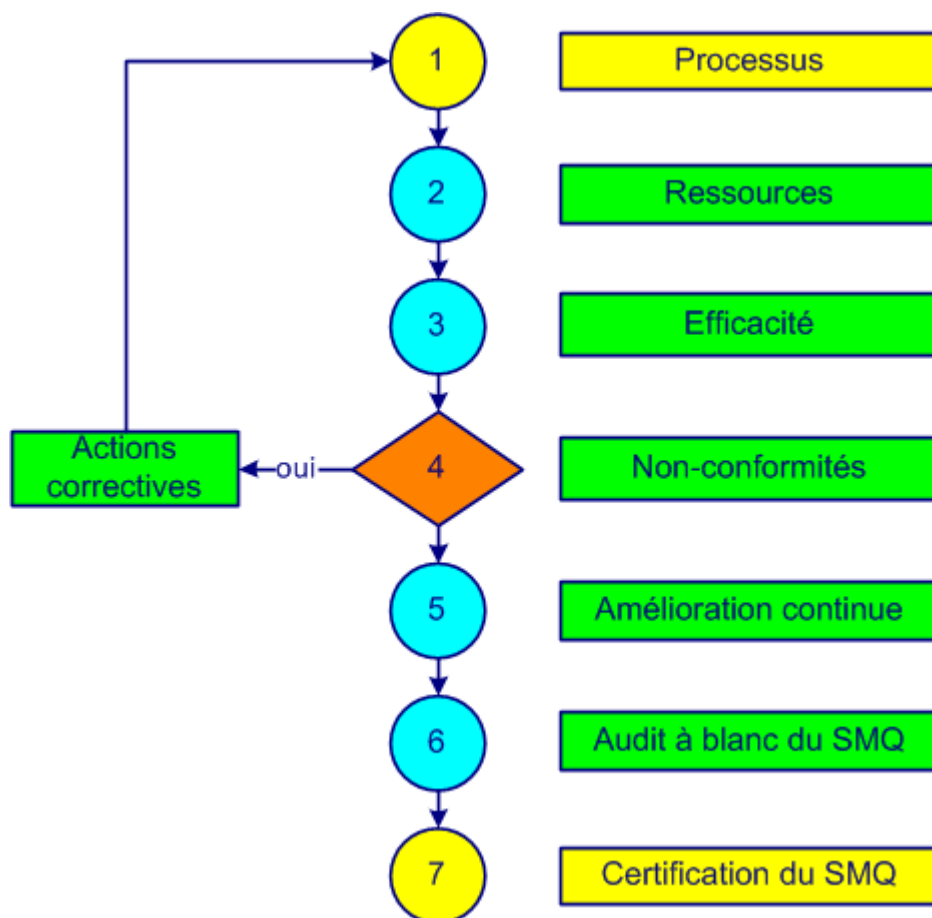 1
Processus
2
Ressources
3
Efficacité
Actions
correctives
oui
4
Non-conformités
5
Amélioration continue
6
Audit à blanc du SMQ
7
Certification du SMQ